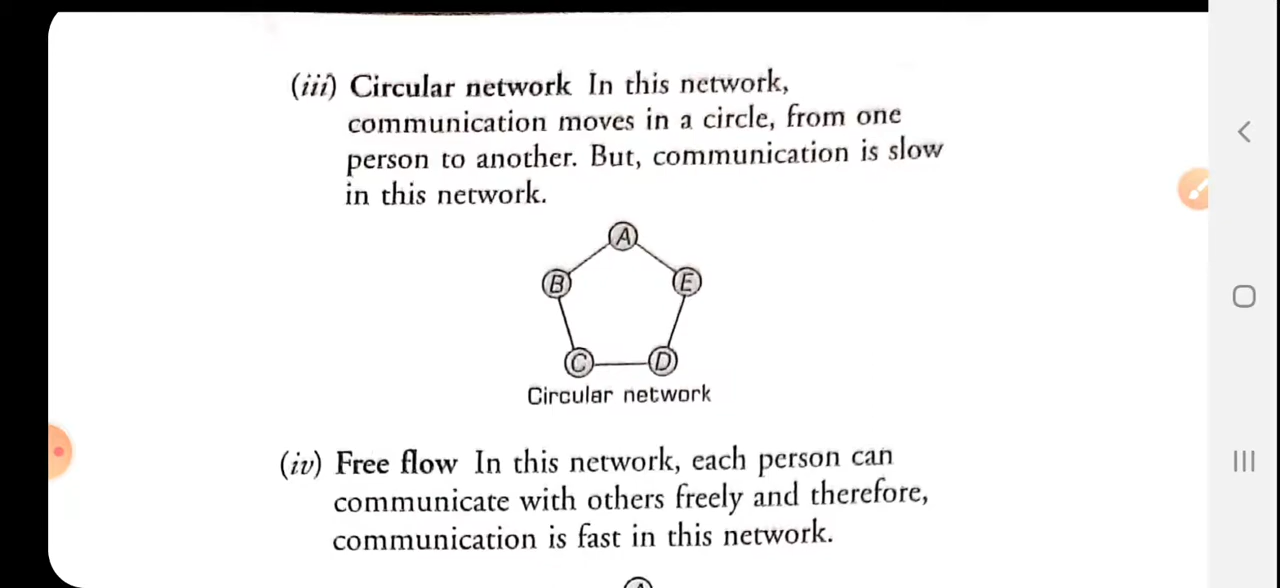 (iii) Circular network In this network,
communication moves in a circle, from one
person to another. But, communication is slow
in this network.
A
B
E
C
D
Circular network
(iv) Free flow In this network, each person can
communicate with others freely and therefore,
communication is fast in this network.